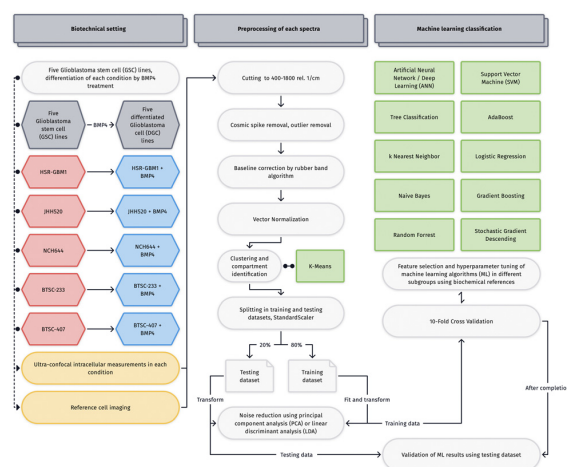 Biotechnical setting
Preprocessing of each spectra
Machine learning classification
Five Glioblastoma stem cell (GSC) lines,
differentiation of each condition by BMP4
treatment
Five
Glioblastoma
stem cell
(GSC) lines
BMP4
Five
differntiated
Glioblastoma
cell (DGC)
lines
HSR-GBM1
HSR-GBM1 +
BMP4
JHH520
JHH520 + BMP4
NCH644
NCH644 +
BMP4
BTSC-233
BTSC-233 +
BMP4
BTSC-407
BTSC-407 +
BMP4
Ultra-confocal intracellular measurements in each
condition
Reference cell imaging
Cutting to 400-1800 rel. 1/cm
Cosmic spike removal, outlier removal
Baseline correction by rubber band
algorithm
Vector Normalization
Clustering and
compartment
identification
K-Means
Splitting in training and testing
datasets, StandardScaler
20%
80%
Testing
dataset
Training
dataset
Transform
Fit and transform
Noise reduction using principal
component analysis (PCA) or linear
discriminant analysis (LDA)
Training data
Testing data
Artificial Neural
Network / Deep
Learning (ANN)
Support Vector
Machine (SVM)
Tree Classification
AdaBoost
k Nearest Neighbor
Logistic Regression
Naive Bayes
Gradient Boosting
Random Forrest
Stochastic Gradient
Descending
Feature selection and hyperparameter tuning of
machine learning algorithms (ML) in different
subgroups using biochemical references
10-Fold Cross Validation
After completio
Validation of ML results using testing dataset